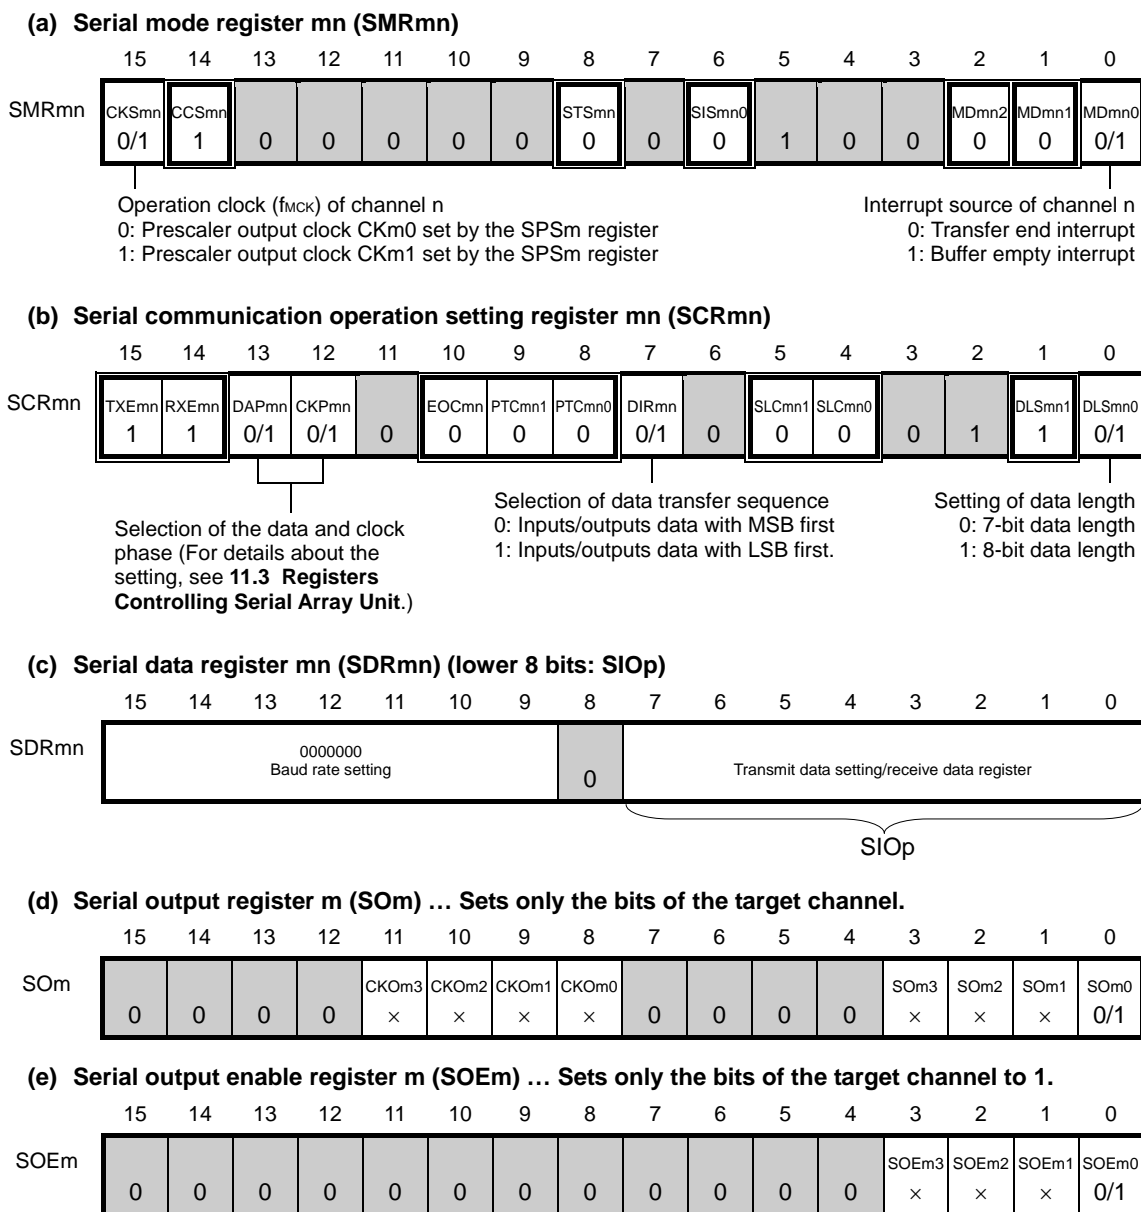 (a) Serial mode register mn (SMRmn)
15 14 13 12 11 10 9 8 7 6 5 4 3 2 1 0
SMRmn
CKSmn CCSmn STSmn SISmn0 MDmn2 MDmn1 MDmn0
0/1 1 0 0 0 0 0 0 0 0 1 0 0 0 0 0/1
Operation clock (fMCK) of channel n
0: Prescaler output clock CKm0 set by the SPSm register
1: Prescaler output clock CKm1 set by the SPSm register
Interrupt source of channel n
0: Transfer end interrupt
1: Buffer empty interrupt
(b) Serial communication operation setting register mn (SCRmn)
15 14 13 12 11 10 9 8 7 6 5 4 3 2 1 0
SCRmn
TXEmn RXEmn DAPmn CKPmn EOCmn PTCmn1 PTCmn0 DIRmn SLCmn1 SLCmn0 DLSmn1 DLSmn0
1 1 0/1 0/1 0 0 0 0 0/1 0 0 0 0 1 1 0/1
Selection of the data and clock
phase (For details about the
setting, see 11.3 Registers
Controlling Serial Array Unit.)
Selection of data transfer sequence
0: Inputs/outputs data with MSB first
1: Inputs/outputs data with LSB first.
Setting of data length
0: 7-bit data length
1: 8-bit data length
(c) Serial data register mn (SDRmn) (lower 8 bits: SIOp)
15 14 13 12 11 10 9 8 7 6 5 4 3 2 1 0
SDRmn
0000000
Baud rate setting
0
Transmit data setting/receive data register
SIOp
(d) Serial output register m (SOm) … Sets only the bits of the target channel.
15 14 13 12 11 10 9 8 7 6 5 4 3 2 1 0
SOm
CKOm3 CKOm2 CKOm1 CKOm0 SOm3 SOm2 SOm1 SOm0
0 0 0 0 × × × × 0 0 0 0 × × × 0/1
(e) Serial output enable register m (SOEm) … Sets only the bits of the target channel to 1.
15 14 13 12 11 10 9 8 7 6 5 4 3 2 1 0
SOEm
SOEm3 SOEm2 SOEm1 SOEm0
0 0 0 0 0 0 0 0 0 0 0 0 × × × 0/1